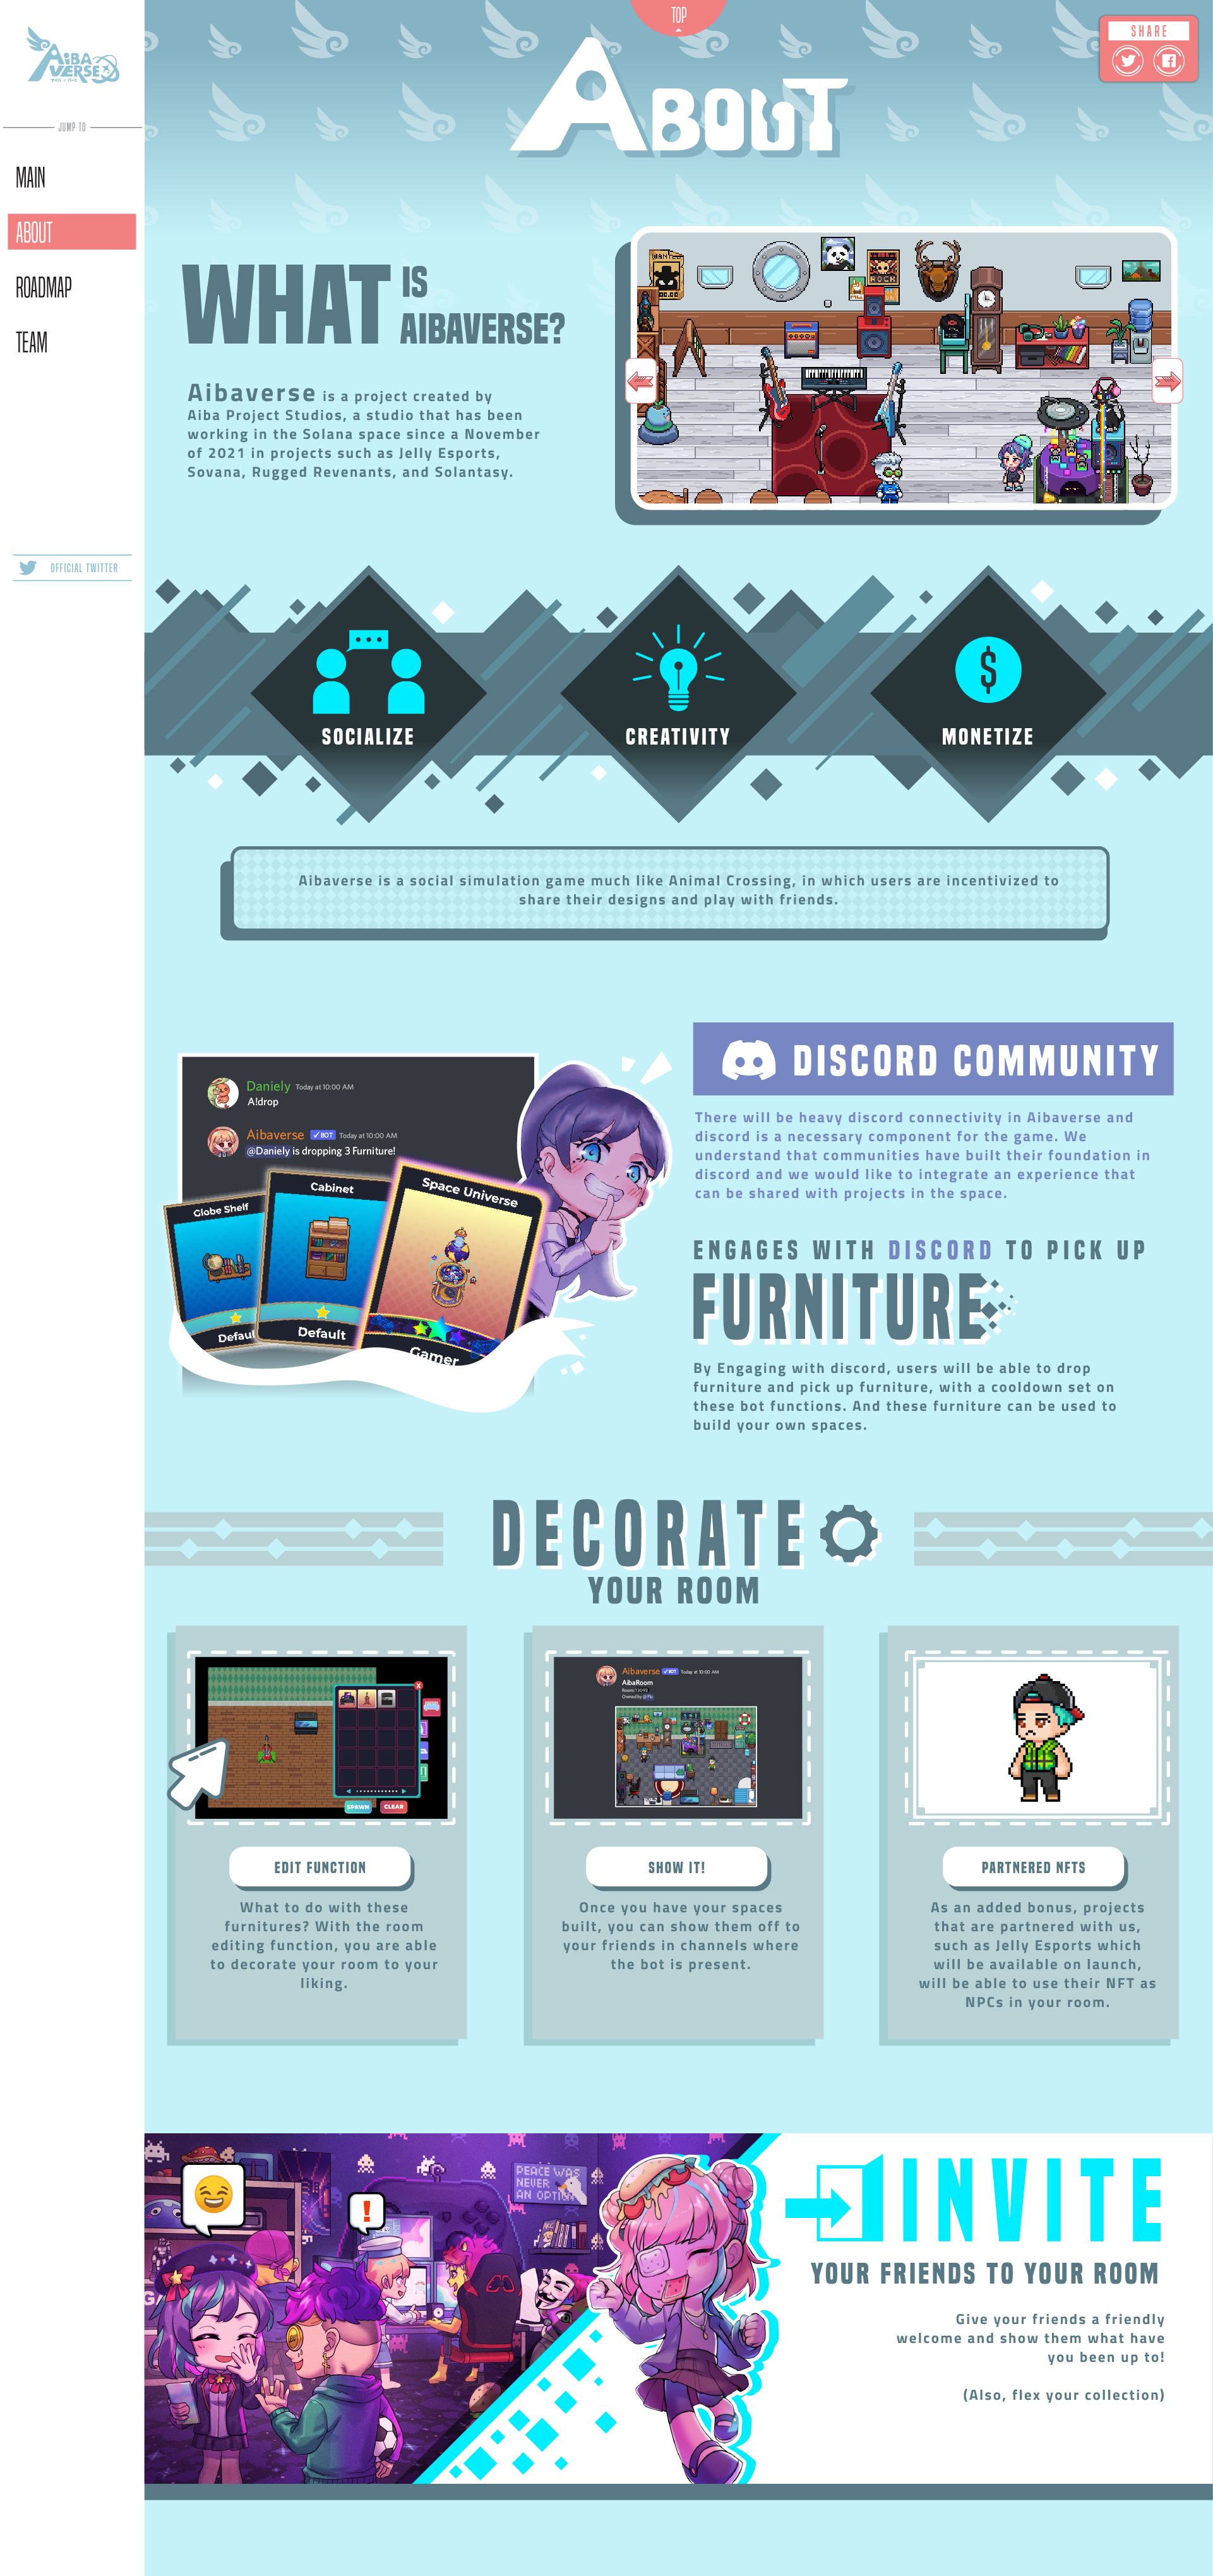 AIBA
VERSE
JUMP TO
MAIN
ABOUT
ROADMAP
TEAM
OFFICIAL TWITTER
TOP
SHARE
ABOUT
WHAT IS
AIBAVERSE?
Aibaverse is a project created by
Aiba Project Studios, a studio that has been
working in the Solana space since a November
of 2021 in projects such as Jelly Esports,
Sovana, Rugged Revenants, and Solantasy.
WANTED
ROCK
SOCIALIZE
CREATIVITY
MONETIZE
Aibaverse is a social simulation game much like Animal Crossing, in which users are incentivized to
share their designs and play with friends.
Daniely Today at 10:00 AM
A!drop
Aibaverse BOT Today at 10:00 AM
@Daniely is dropping 3 Furniture!
Globe Shelf
Defaul
Cabinet
Default
Space Universe
Gamer
DISCORD COMMUNITY
There will be heavy discord connectivity in Aibaverse and
discord is a necessary component for the game. We
understand that communities have built their foundation in
discord and we would like to integrate an experience that
can be shared with projects in the space.
ENGAGES WITH DISCORD TO PICK UP
FURNITURE
By Engaging with discord, users will be able to drop
furniture and pick up furniture, with a cooldown set on
these bot functions. And these furniture can be used to
build your own spaces.
DECORATE
YOUR ROOM
SPAWN
CLEAR
EDIT FUNCTION
What to do with these
furnitures? With the room
editing function, you are able
to decorate your room to your
liking.
Aibaverse BOT Today at 10:00 AM
AibaRoom
SHOW IT!
Once you have your spaces
built, you can show them off to
your friends in channels where
the bot is present.
PARTNERED NFTS
As an added bonus, projects
that are partnered with us,
such as Jelly Esports which
will be available on launch,
will be able to use their NFT as
NPCs in your room.
PEACE WAS
NEVER
AN OPTION
INVITE
YOUR FRIENDS TO YOUR ROOM
Give your friends a friendly
welcome and show them what have
you been up to!
(Also, flex your collection)